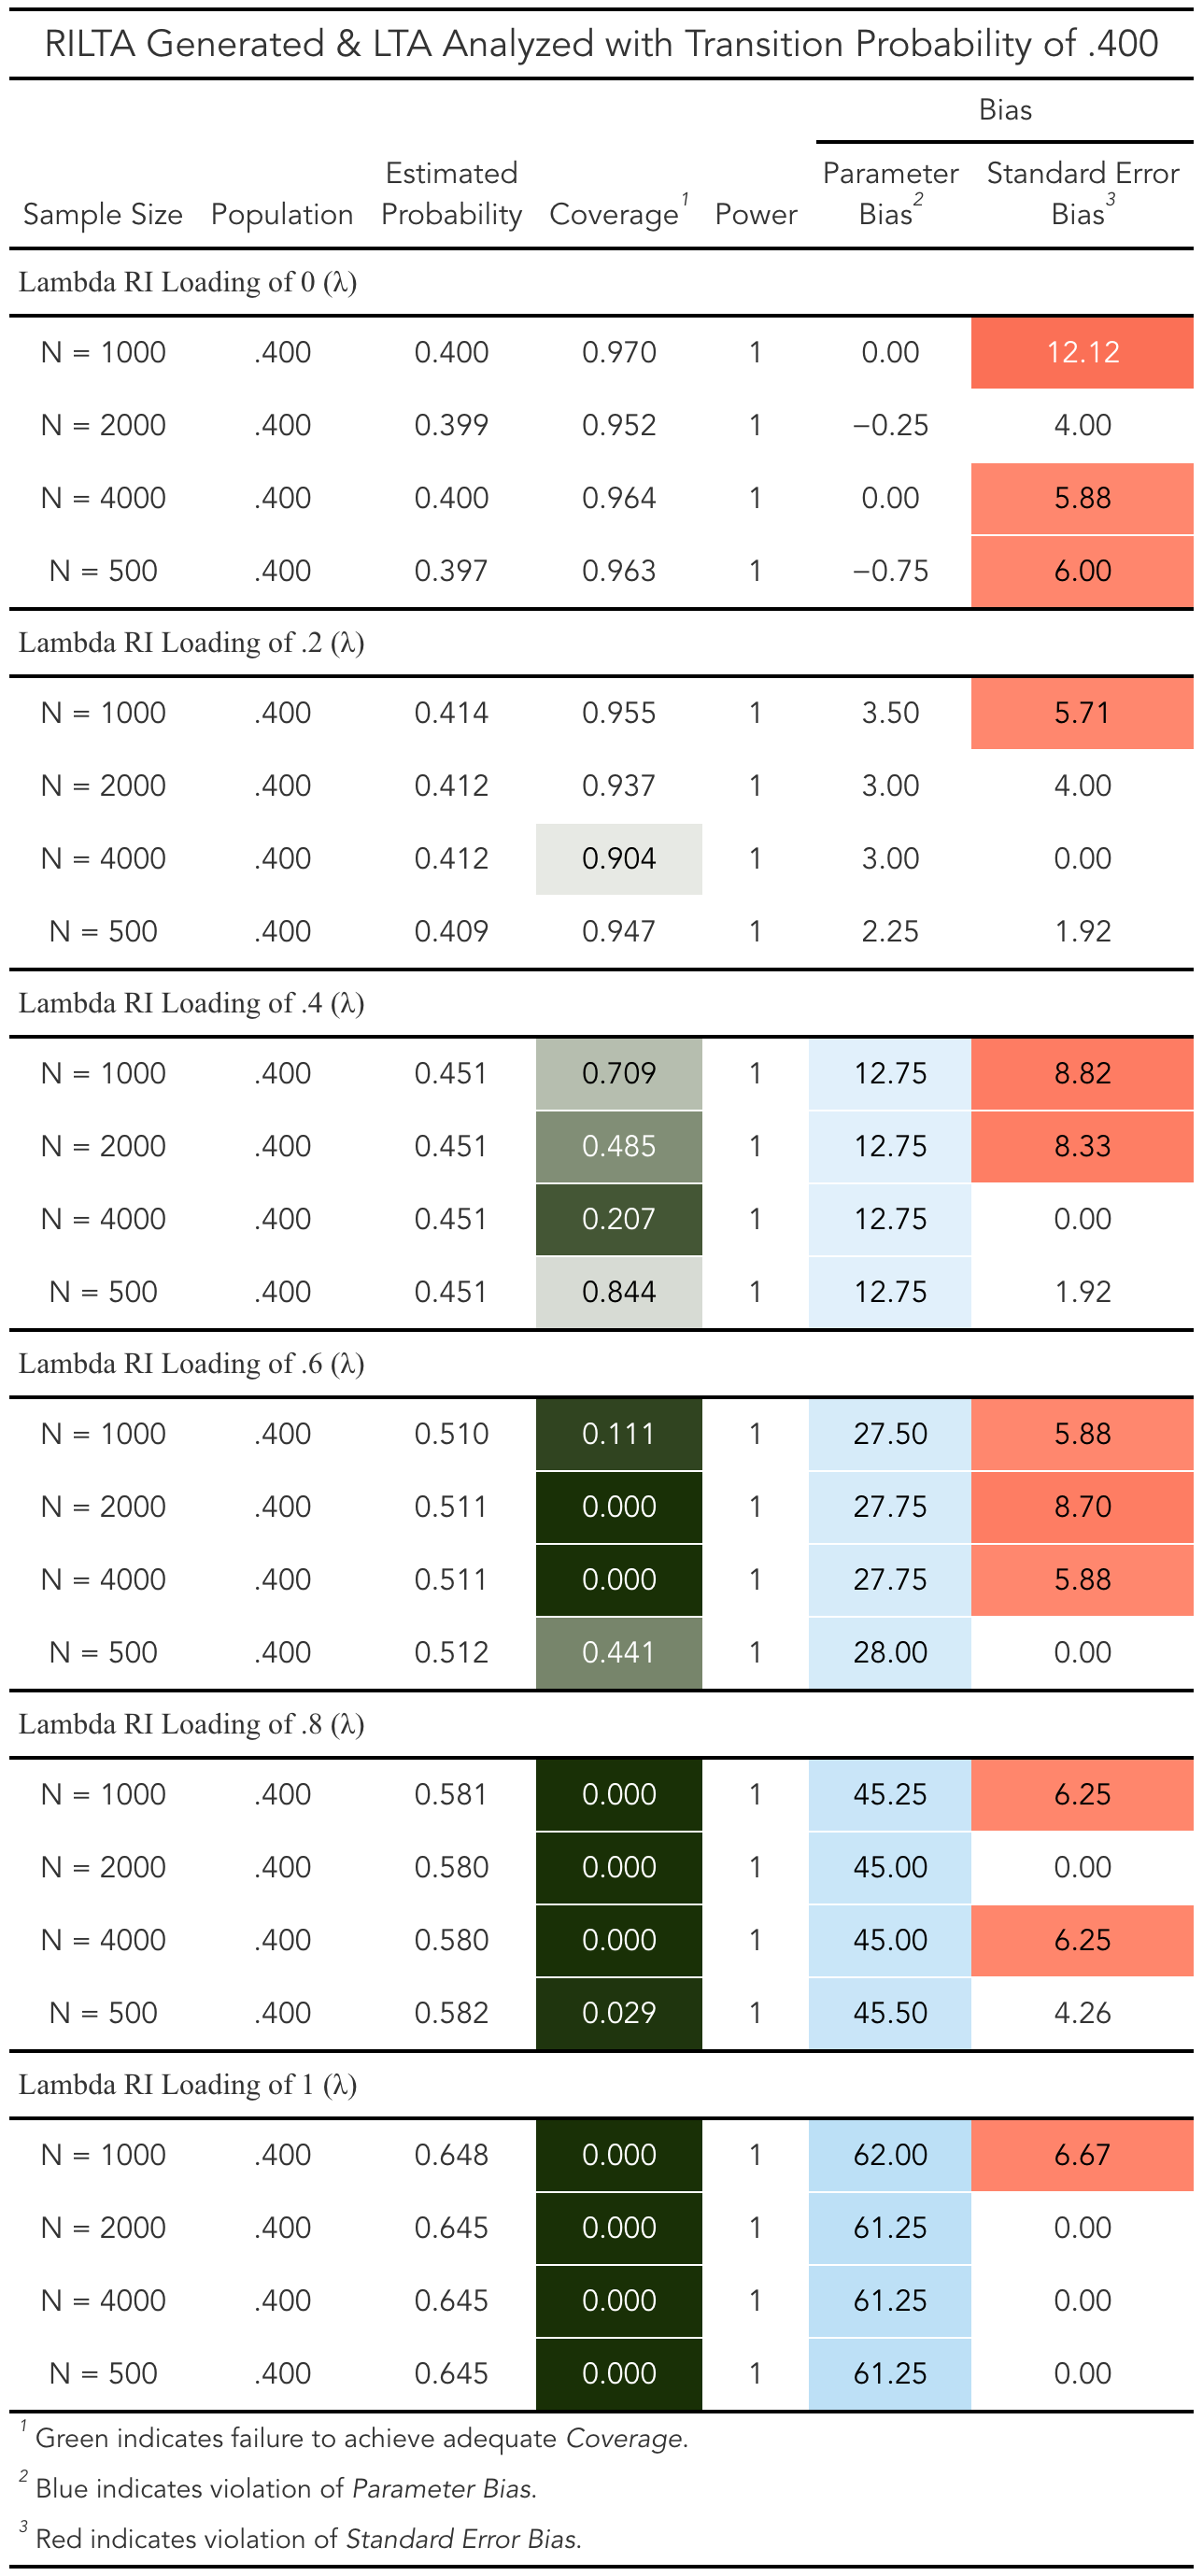 RILTA Generated & LTA Analyzed with Transition Probability of .400
Bias
Sample Size Population Estimated Probability Coverage1 Power Parameter Bias2 Standard Error Bias3
Lambda RI Loading of 0 (λ)
N = 1000 .400 0.400 0.970 1 0.00 12.12
N = 2000 .400 0.399 0.952 1 −0.25 4.00
N = 4000 .400 0.400 0.964 1 0.00 5.88
N = 500 .400 0.397 0.963 1 −0.75 6.00
Lambda RI Loading of .2 (λ)
N = 1000 .400 0.414 0.955 1 3.50 5.71
N = 2000 .400 0.412 0.937 1 3.00 4.00
N = 4000 .400 0.412 0.904 1 3.00 0.00
N = 500 .400 0.409 0.947 1 2.25 1.92
Lambda RI Loading of .4 (λ)
N = 1000 .400 0.451 0.709 1 12.75 8.82
N = 2000 .400 0.451 0.485 1 12.75 8.33
N = 4000 .400 0.451 0.207 1 12.75 0.00
N = 500 .400 0.451 0.844 1 12.75 1.92
Lambda RI Loading of .6 (λ)
N = 1000 .400 0.510 0.111 1 27.50 5.88
N = 2000 .400 0.511 0.000 1 27.75 8.70
N = 4000 .400 0.511 0.000 1 27.75 5.88
N = 500 .400 0.512 0.441 1 28.00 0.00
Lambda RI Loading of .8 (λ)
N = 1000 .400 0.581 0.000 1 45.25 6.25
N = 2000 .400 0.580 0.000 1 45.00 0.00
N = 4000 .400 0.580 0.000 1 45.00 6.25
N = 500 .400 0.582 0.029 1 45.50 4.26
Lambda RI Loading of 1 (λ)
N = 1000 .400 0.648 0.000 1 62.00 6.67
N = 2000 .400 0.645 0.000 1 61.25 0.00
N = 4000 .400 0.645 0.000 1 61.25 0.00
N = 500 .400 0.645 0.000 1 61.25 0.00
1 Green indicates failure to achieve adequate Coverage.
2 Blue indicates violation of Parameter Bias.
3 Red indicates violation of Standard Error Bias.